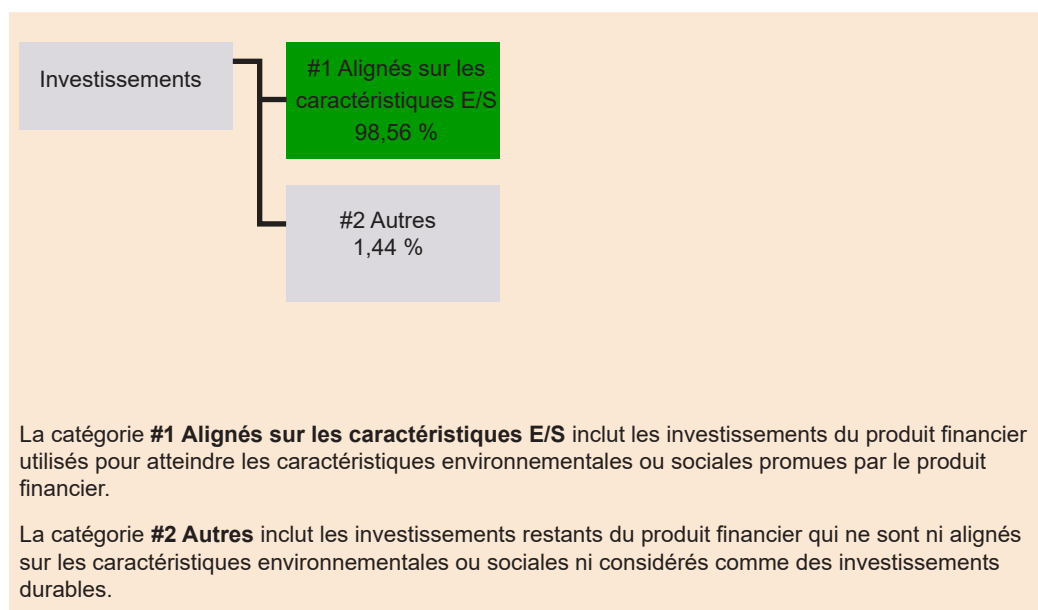 Investissements
#1 Alignés sur les
caractéristiques E/S
98,56 %
#2 Autres
1,44 %
La catégorie #1 Alignés sur les caractéristiques E/S inclut les investissements du produit financier
utilisés pour atteindre les caractéristiques environnementales ou sociales promues par le produit
financier.
La catégorie #2 Autres inclut les investissements restants du produit financier qui ne sont ni alignés
sur les caractéristiques environnementales ou sociales ni considérés comme des investissements
durables.